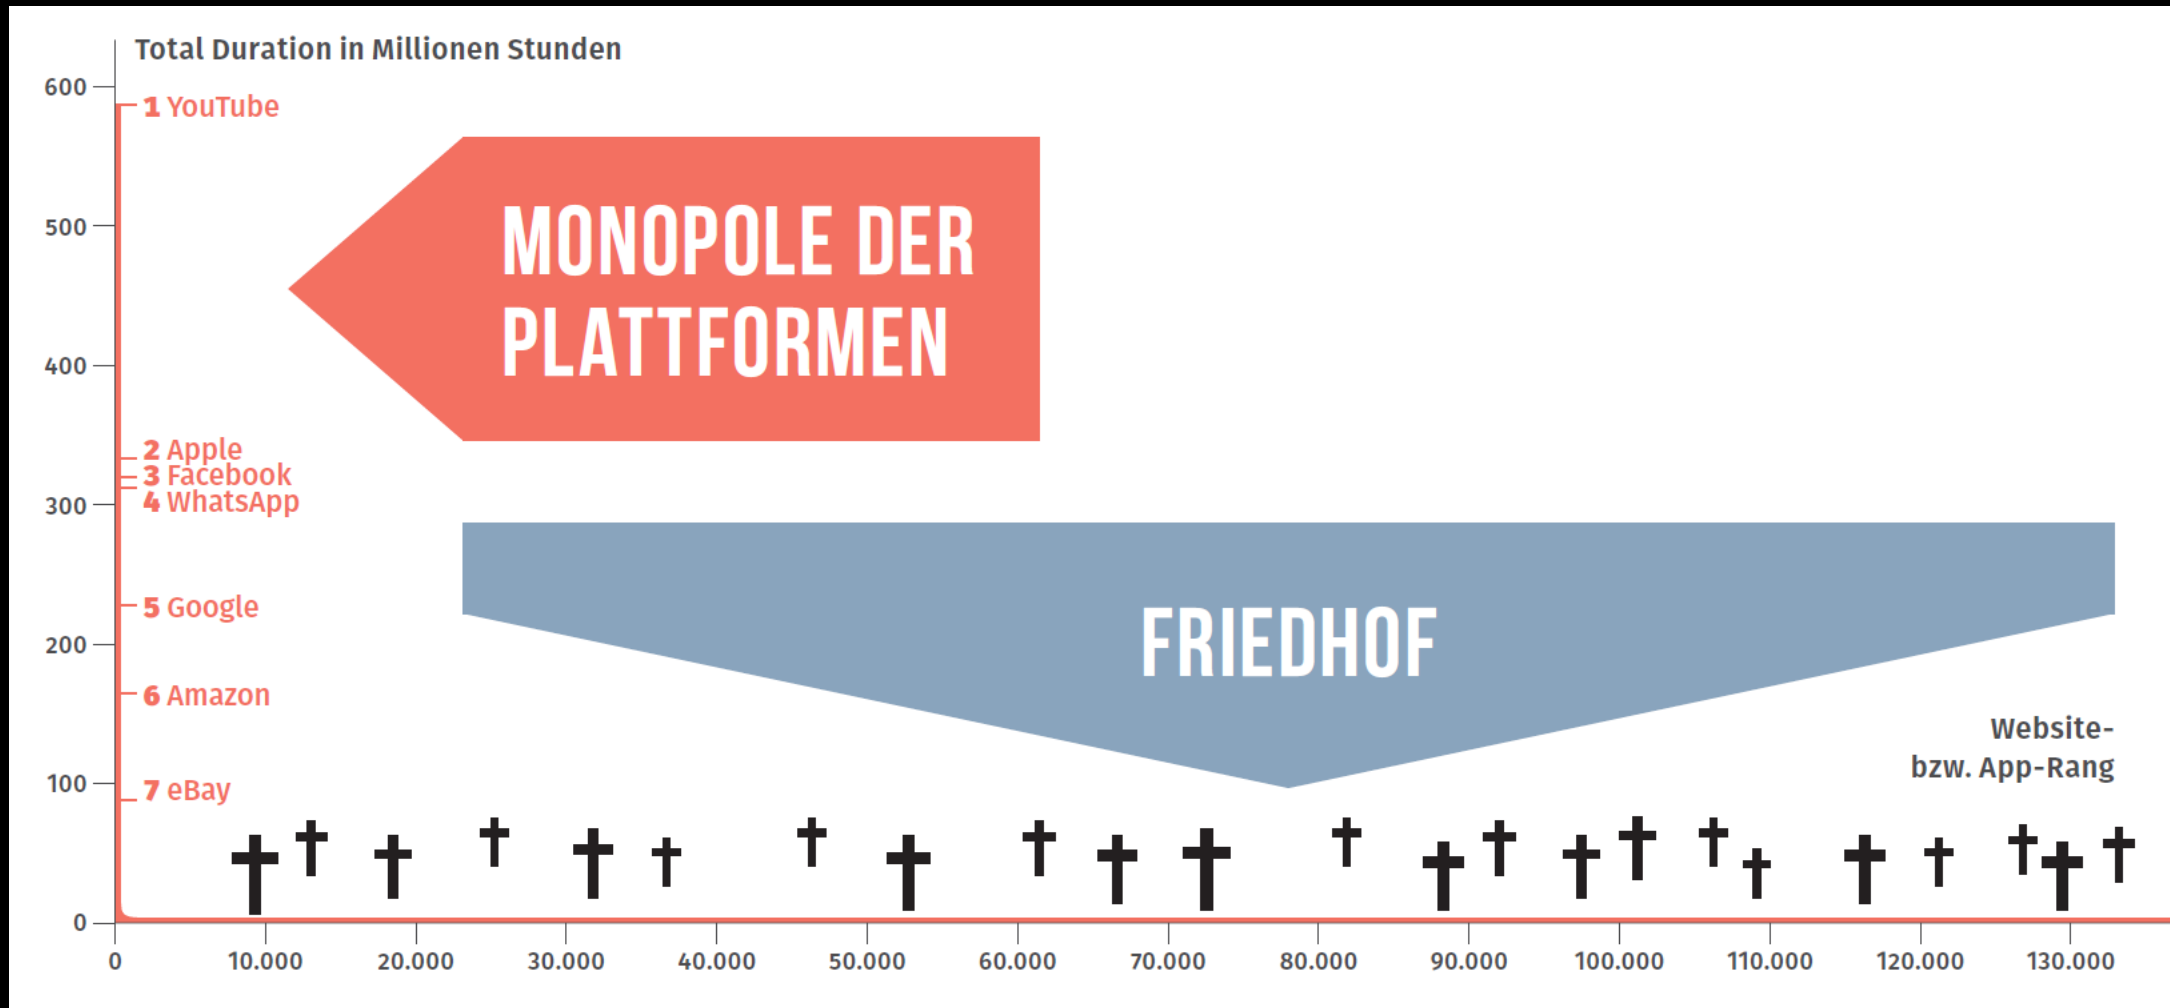 Total Duration in Millionen Stunden
600
1 YouTube
500
MONOPOLE DER
PLATTFORMEN
400
2 Apple
3 Facebook
4 WhatsApp
300
5 Google
FRIEDHOF
200
6 Amazon
Website-
bzw. App-Rang
100
7 eBay
0
0 10.000 20.000 30.000 40.000 50.000 60.000 70.000 80.000 90.000 100.000 110.000 120.000 130.000